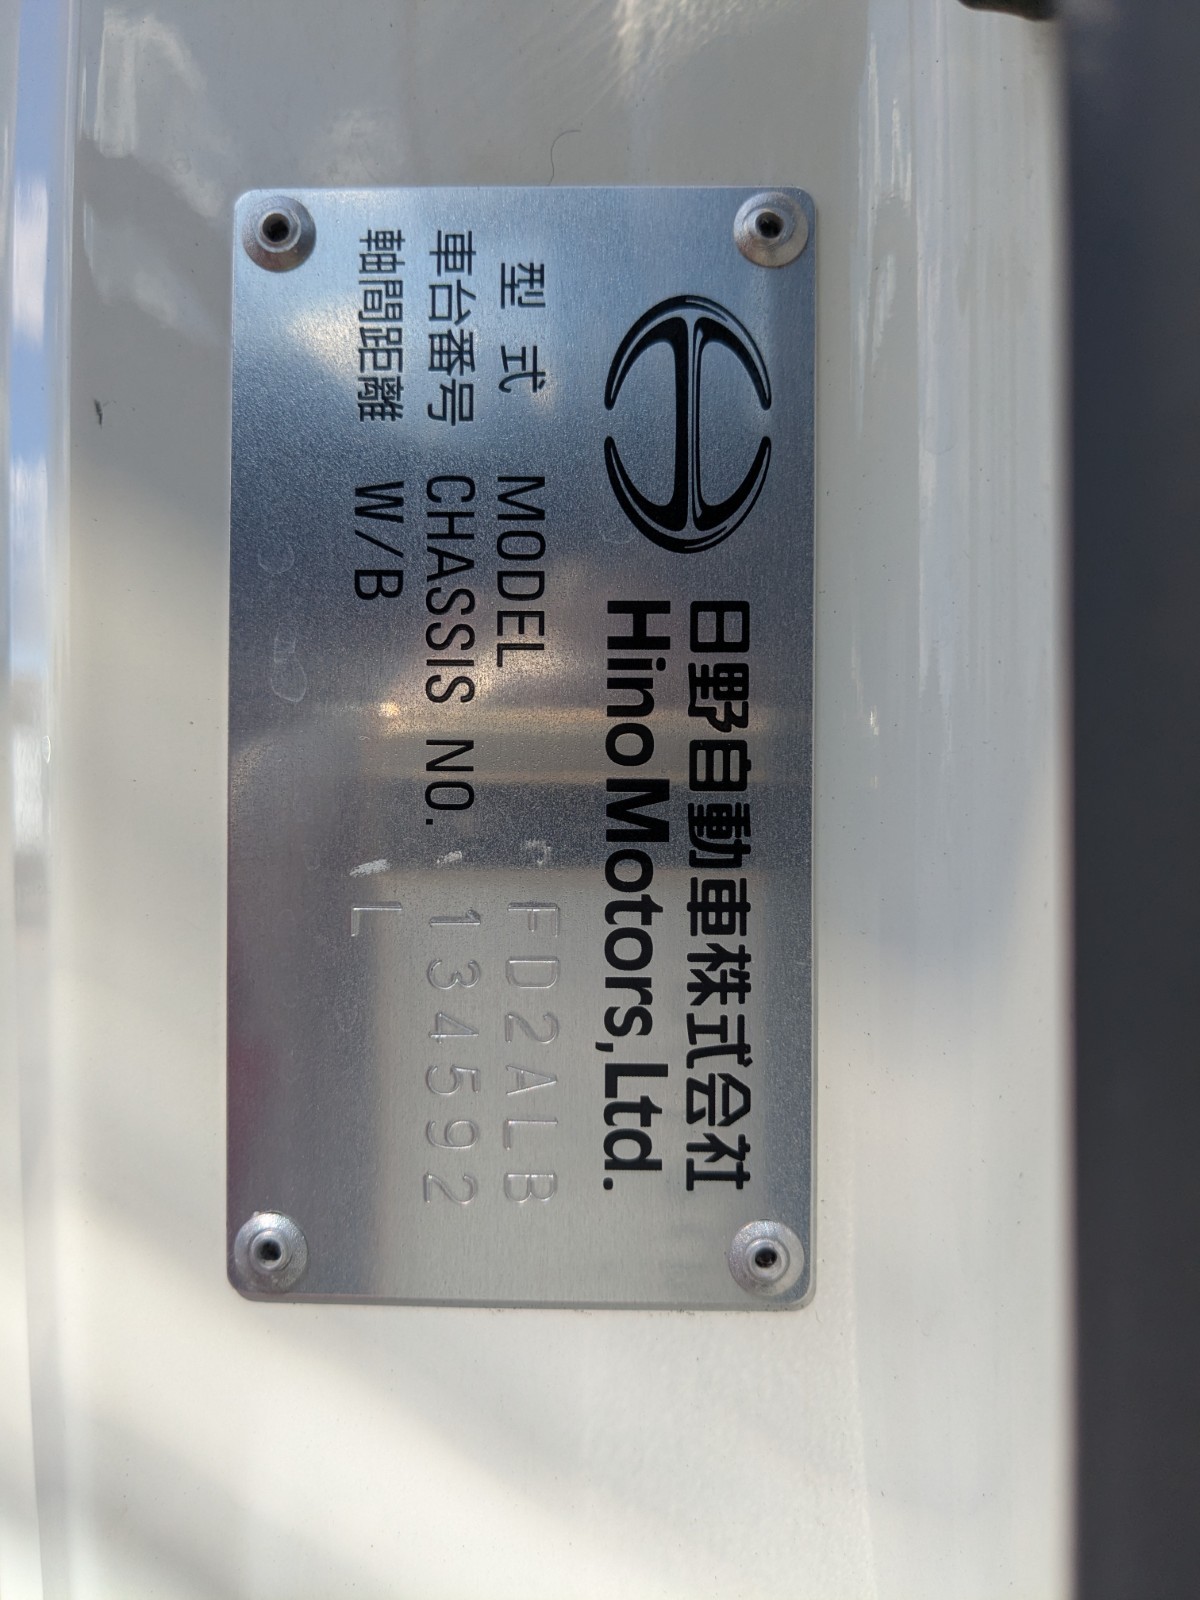 日野自動車株式会社
Hino Motors, Ltd.
型式 MODEL FD2ALB
車台番号 CHASSIS NO. 134592
軸間距離 W/B L